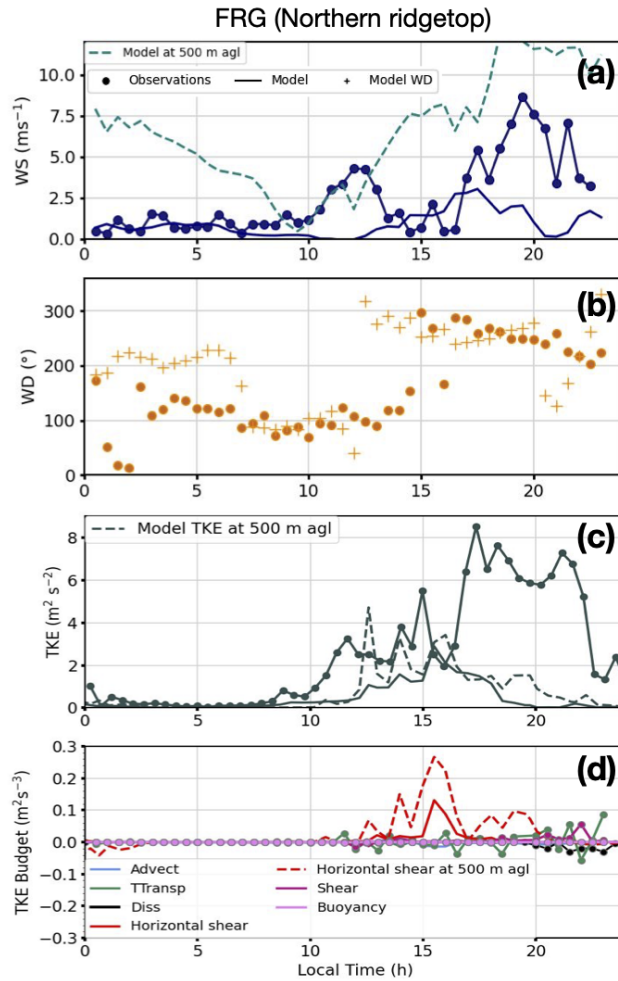 FRG (Northern ridgetop)
Model at 500 m agl
(a)
Observations Model Model WD
10.0
7.5
5.0
2.5
0.0
WS (ms⁻¹)
0 5 10 15 20
(b)
300
200
100
0
WD (°)
0 5 10 15 20
Model TKE at 500 m agl
(c)
8
6
4
2
0
TKE (m² s⁻²)
0 5 10 15 20
(d)
0.3
0.2
0.1
0.0
−0.1
−0.2
−0.3
TKE Budget (m²s⁻³)
Advect Horizontal shear at 500 m agl
TTransp Shear
Diss Buoyancy
Horizontal shear
0 5 10 15 20
Local Time (h)